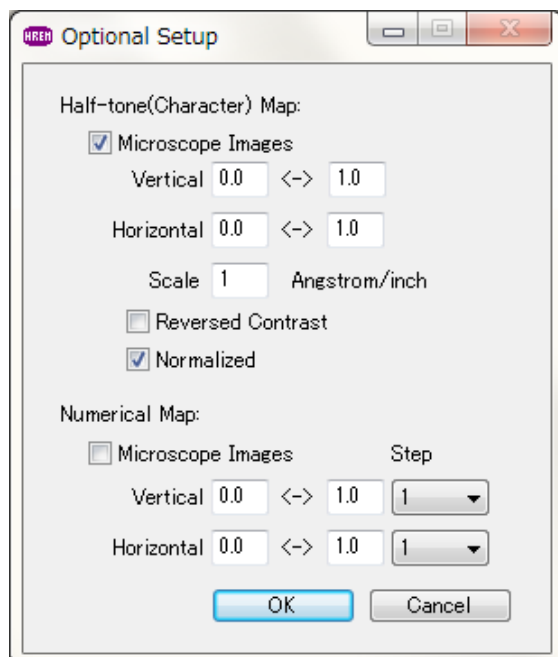 HREM Optional Setup
Half-tone(Character) Map:
Microscope Images
Vertical 0.0 <-> 1.0
Horizontal 0.0 <-> 1.0
Scale 1 Angstrom/inch
Reversed Contrast
Normalized
Numerical Map:
Microscope Images Step
Vertical 0.0 <-> 1.0 1
Horizontal 0.0 <-> 1.0 1
OK Cancel